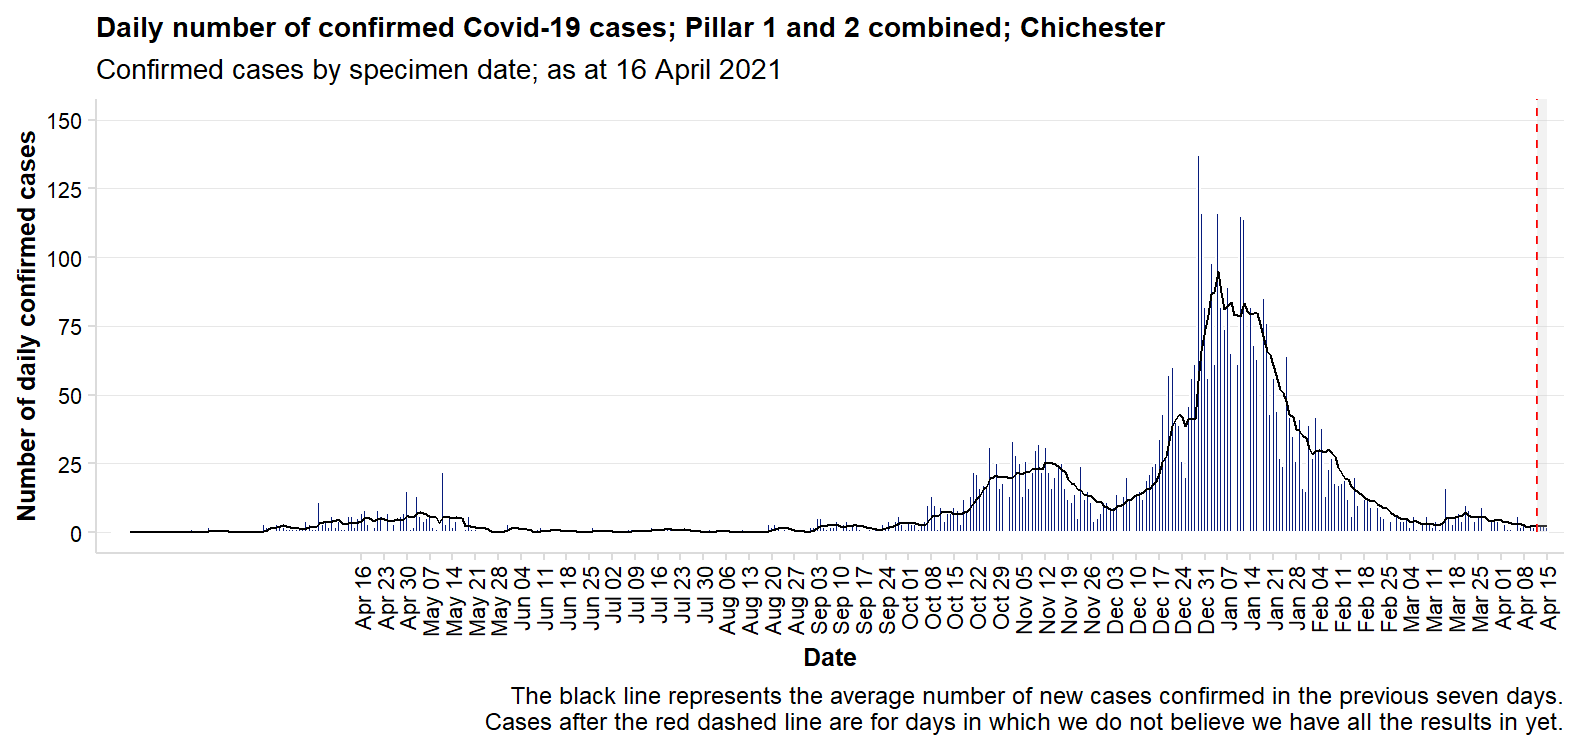 Daily number of confirmed Covid-19 cases; Pillar 1 and 2 combined; Chichester
Confirmed cases by specimen date; as at 16 April 2021
Number of daily confirmed cases
150
125
100
75
50
25
0
Apr 16
Apr 23
Apr 30
May 07
May 14
May 21
May 28
Jun 04
Jun 11
Jun 18
Jun 25
Jul 02
Jul 09
Jul 16
Jul 23
Jul 30
Aug 06
Aug 13
Aug 20
Aug 27
Sep 03
Sep 10
Sep 17
Sep 24
Oct 01
Oct 08
Oct 15
Oct 22
Oct 29
Nov 05
Nov 12
Nov 19
Nov 26
Dec 03
Dec 10
Dec 17
Dec 24
Dec 31
Jan 07
Jan 14
Jan 21
Jan 28
Feb 04
Feb 11
Feb 18
Feb 25
Mar 04
Mar 11
Mar 18
Mar 25
Apr 01
Apr 08
Apr 15
Date
The black line represents the average number of new cases confirmed in the previous seven days.
Cases after the red dashed line are for days in which we do not believe we have all the results in yet.